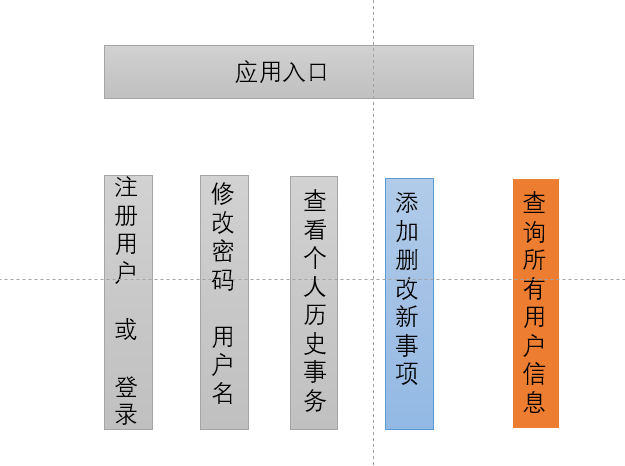 应用入口
注册用户 或 登录
修改密码 用户名
查看个人历史事务
添加删改新事项
查询所有用户信息